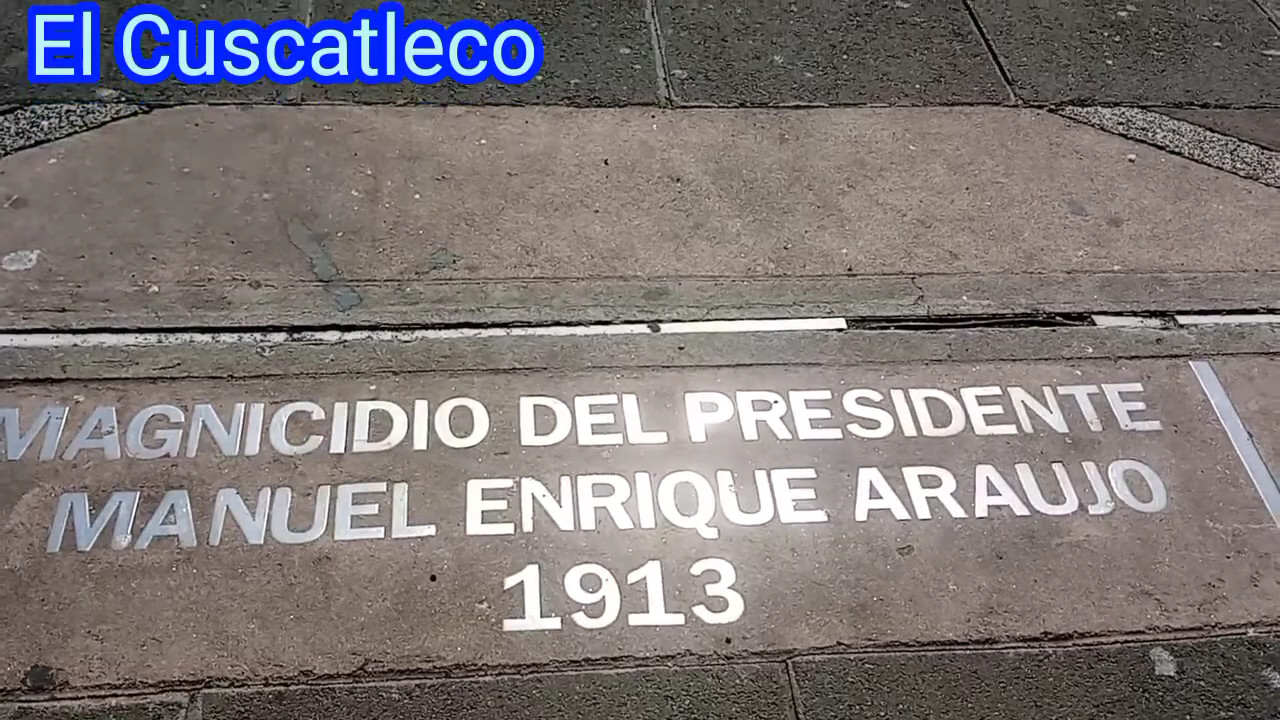 El Cuscatleco
MAGNICIDIO DEL PRESIDENTE
MANUEL ENRIQUE ARAUJO
1913